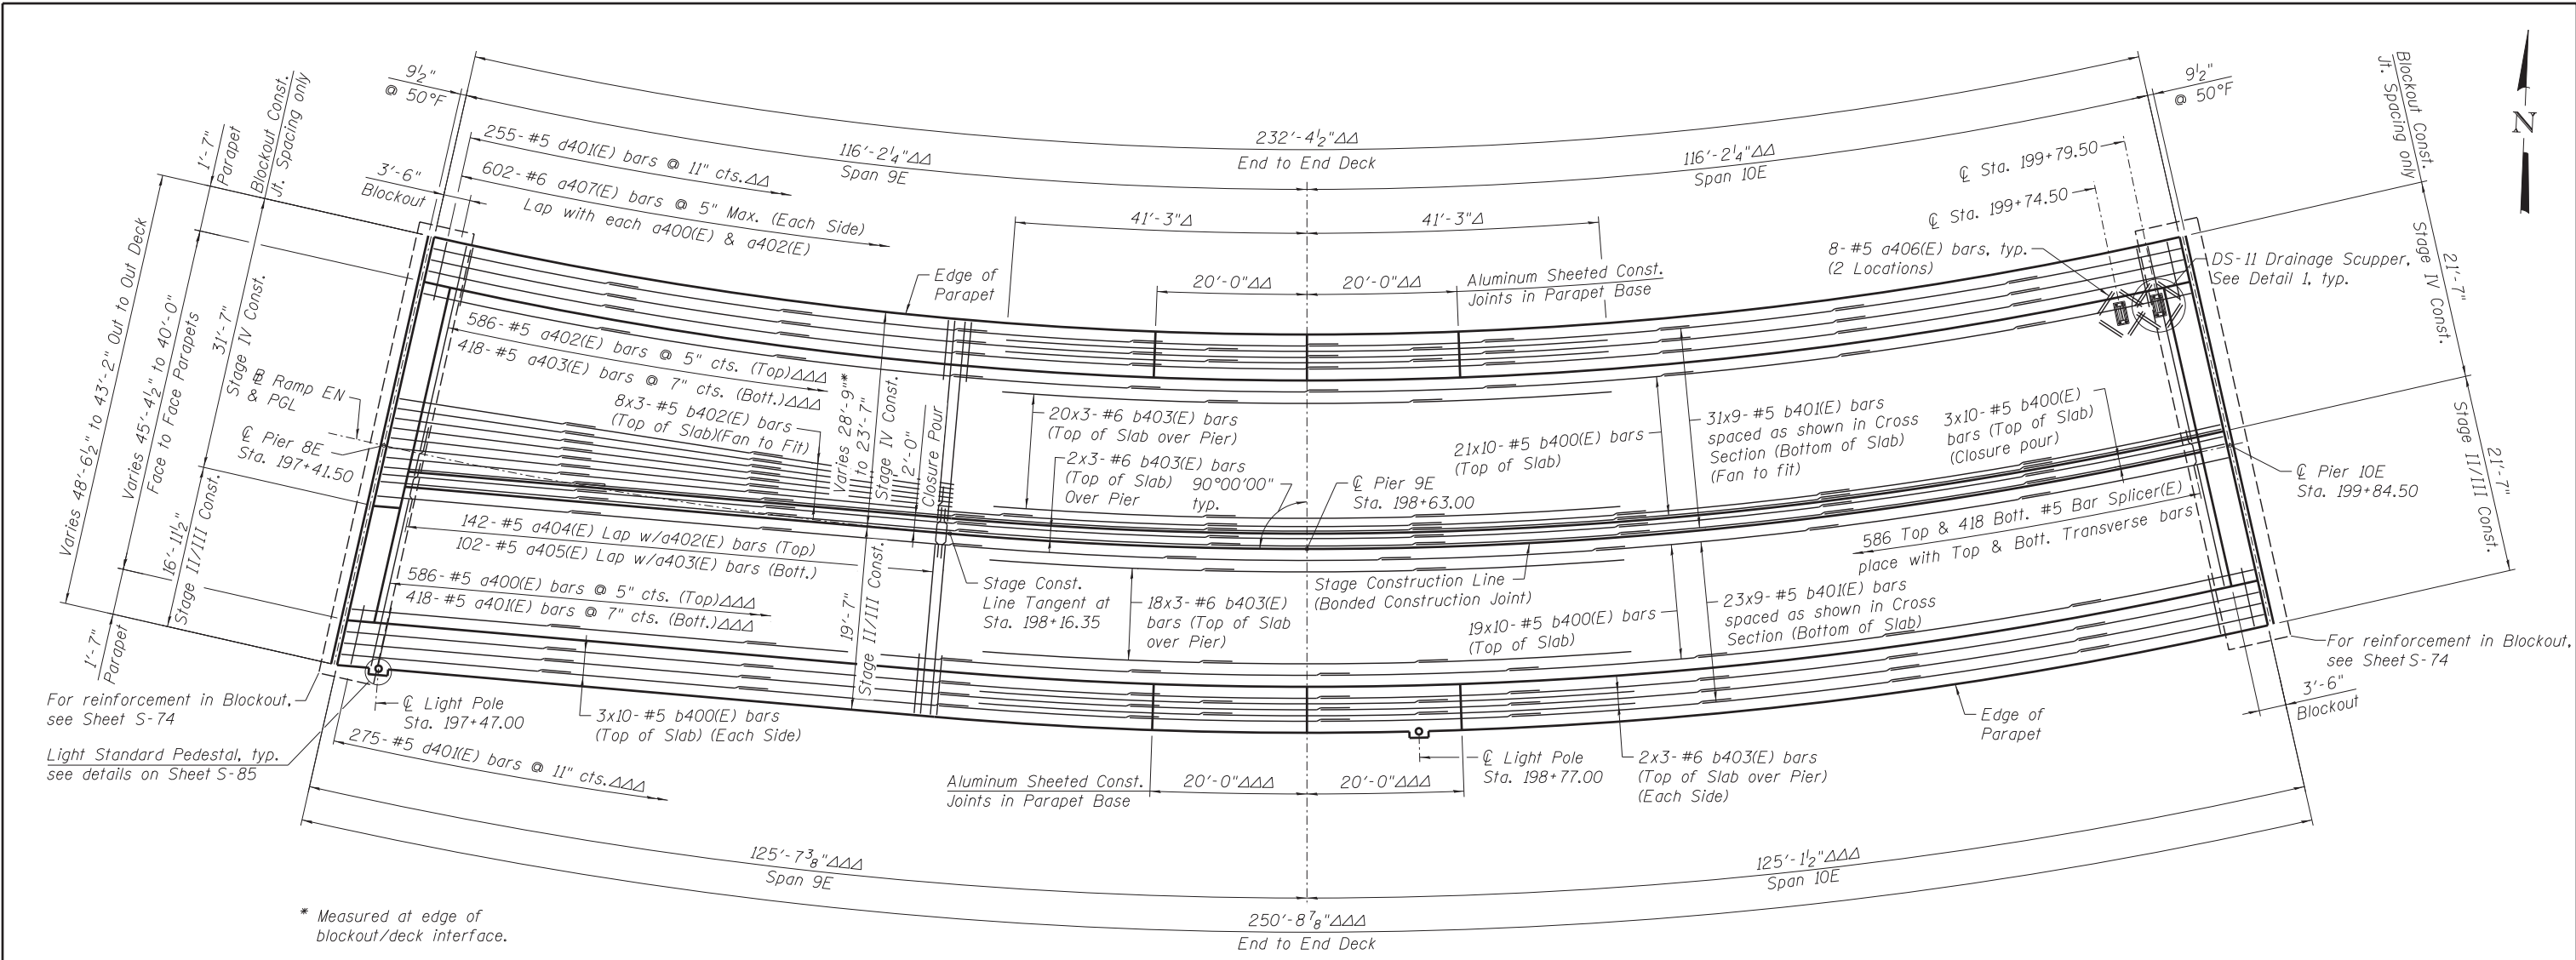 232'-4½"ΔΔ
End to End Deck
9½"
@ 50°F
9½"
@ 50°F
116'-2¼"ΔΔ
Span 9E
116'-2¼"ΔΔ
Span 10E
N
1'-7"
Parapet
Blockout Const.
Jt. Spacing only
255-#5 d401(E) bars @ 11" cts.ΔΔ
602-#6 a407(E) bars @ 5" Max. (Each Side)
Lap with each a400(E) & a402(E)
3'-6"
Blockout
41'-3"Δ
41'-3"Δ
20'-0"ΔΔ
20'-0"ΔΔ
Aluminum Sheeted Const.
Joints in Parapet Base
Edge of
Parapet
℄ Sta. 199+79.50
℄ Sta. 199+74.50
8-#5 a406(E) bars, typ.
(2 Locations)
DS-11 Drainage Scupper,
See Detail 1, typ.
Blockout Const.
Jt. Spacing only
21'-7"
Stage IV Const.
21'-7"
Stage II/III Const.
Varies 48'-6½" to 43'-2" Out to Out Deck
Varies 45'-4½" to 40'-0"
Face to Face Parapets
31'-7"
Stage IV Const.
16'-11½"
Stage II/III Const.
1'-7"
Parapet
B Ramp EN
& PGL
℄ Pier 8E
Sta. 197+41.50
586-#5 a402(E) bars @ 5" cts. (Top)ΔΔΔ
418-#5 a403(E) bars @ 7" cts. (Bott.)ΔΔΔ
8x3-#5 b402(E) bars
(Top of Slab)(Fan to Fit)
Varies 28'-9"*
to 23'-7"
Stage IV Const.
2'-0"
Closure Pour
19'-7"
Stage II/III Const.
20x3-#6 b403(E) bars
(Top of Slab over Pier)
2x3-#6 b403(E) bars
(Top of Slab)
Over Pier
90°00'00"
typ.
℄ Pier 9E
Sta. 198+63.00
21x10-#5 b400(E) bars
(Top of Slab)
31x9-#5 b401(E) bars
spaced as shown in Cross
Section (Bottom of Slab)
(Fan to fit)
3x10-#5 b400(E)
bars (Top of Slab)
(Closure pour)
℄ Pier 10E
Sta. 199+84.50
586 Top & 418 Bott. #5 Bar Splicer(E)
place with Top & Bott. Transverse bars
142-#5 a404(E) Lap w/a402(E) bars (Top)
102-#5 a405(E) Lap w/a403(E) bars (Bott.)
586-#5 a400(E) bars @ 5" cts. (Top)ΔΔΔ
418-#5 a401(E) bars @ 7" cts. (Bott.)ΔΔΔ
Stage Const.
Line Tangent at
Sta. 198+16.35
18x3-#6 b403(E)
bars (Top of Slab
over Pier)
Stage Construction Line
(Bonded Construction Joint)
19x10-#5 b400(E) bars
(Top of Slab)
23x9-#5 b401(E) bars
spaced as shown in Cross
Section (Bottom of Slab)
For reinforcement in Blockout,
see Sheet S-74
3'-6"
Blockout
For reinforcement in Blockout,
see Sheet S-74
Light Standard Pedestal, typ.
see details on Sheet S-85
℄ Light Pole
Sta. 197+47.00
275-#5 d401(E) bars @ 11" cts.ΔΔΔ
3x10-#5 b400(E) bars
(Top of Slab) (Each Side)
Aluminum Sheeted Const.
Joints in Parapet Base
20'-0"ΔΔΔ
20'-0"ΔΔΔ
℄ Light Pole
Sta. 198+77.00
2x3-#6 b403(E) bars
(Top of Slab over Pier)
(Each Side)
Edge of
Parapet
125'-7⅜"ΔΔΔ
Span 9E
125'-1½"ΔΔΔ
Span 10E
250'-8⅞"ΔΔΔ
End to End Deck
* Measured at edge of
blockout/deck interface.